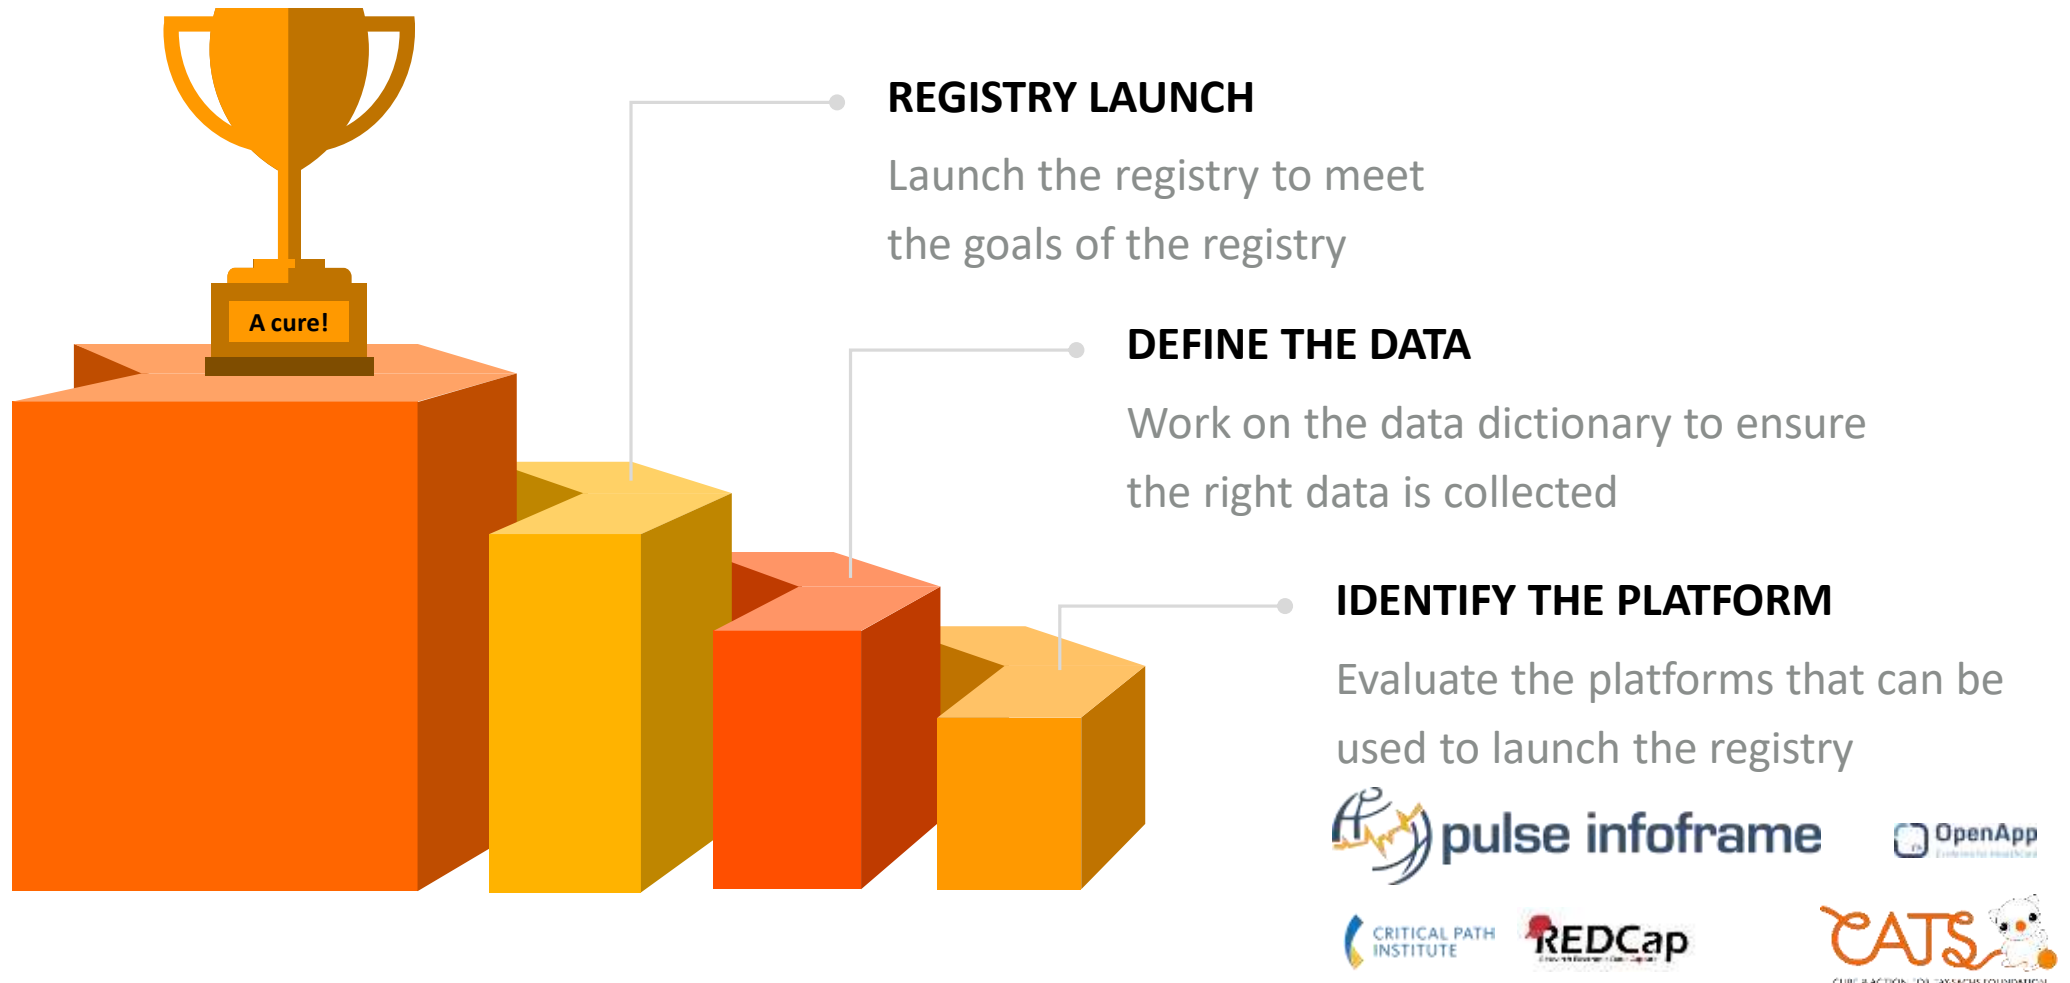 REGISTRY LAUNCH
Launch the registry to meet
the goals of the registry
A cure!
DEFINE THE DATA
Work on the data dictionary to ensure
the right data is collected
IDENTIFY THE PLATFORM
Evaluate the platforms that can be
used to launch the registry
pulse infoframe
OpenApp
CRITICAL PATH
INSTITUTE
REDCap
CATS